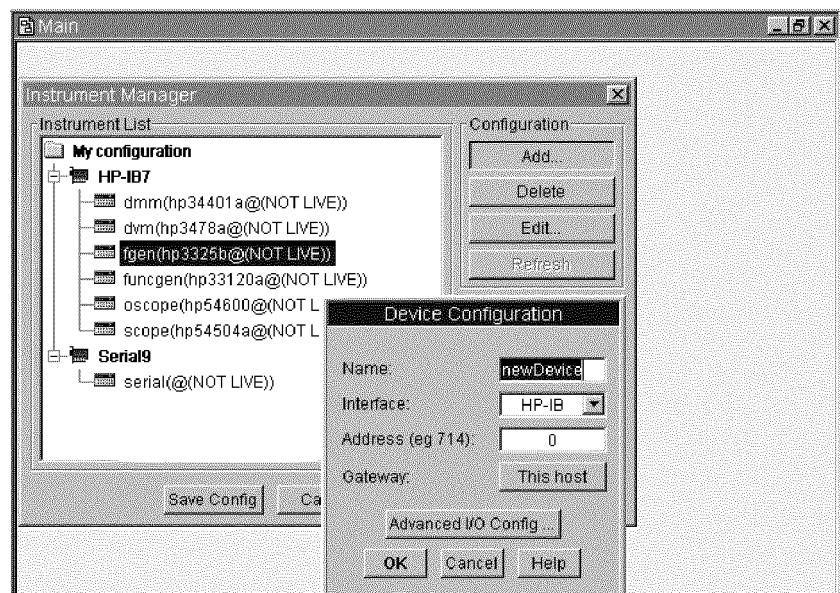 Main
Instrument Manager
Instrument List
My configuration
HP-IB7
dmm(hp34401a@(NOT LIVE))
dvm(hp3478a@(NOT LIVE))
fgen(hp3325b@(NOT LIVE))
funcgen(hp33120a@(NOT LIVE))
oscope(hp54600@(NOT L
scope(hp54504a@(NOT L
Serial9
serial(@(NOT LIVE))
Configuration
Add...
Delete
Edit...
Refresh
Save Config
Ca
Device Configuration
Name: newDevice
Interface: HP-IB
Address (eg 714): 0
Gateway: This host
Advanced I/O Config ...
OK Cancel Help